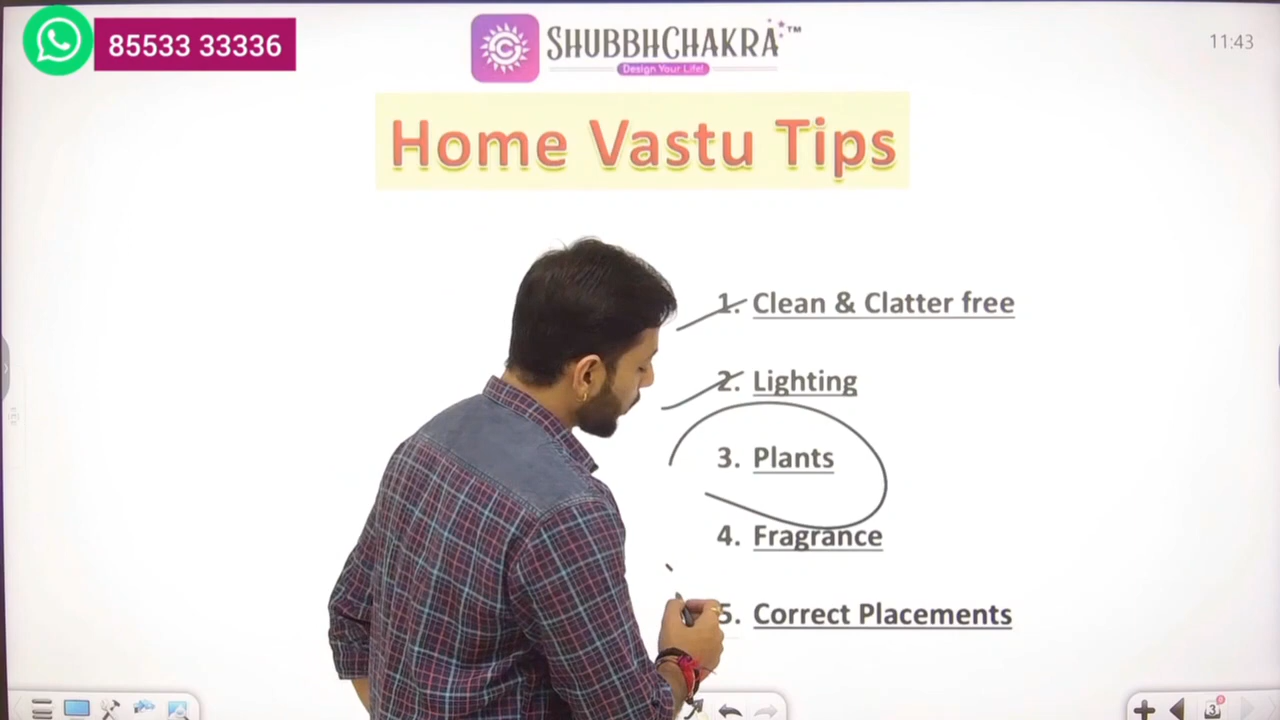 85533 33336
SHUBBHCHAKRA™
Design Your Life!
11:43
Home Vastu Tips
1. Clean & Clatter free
2. Lighting
3. Plants
4. Fragrance
5. Correct Placements
3